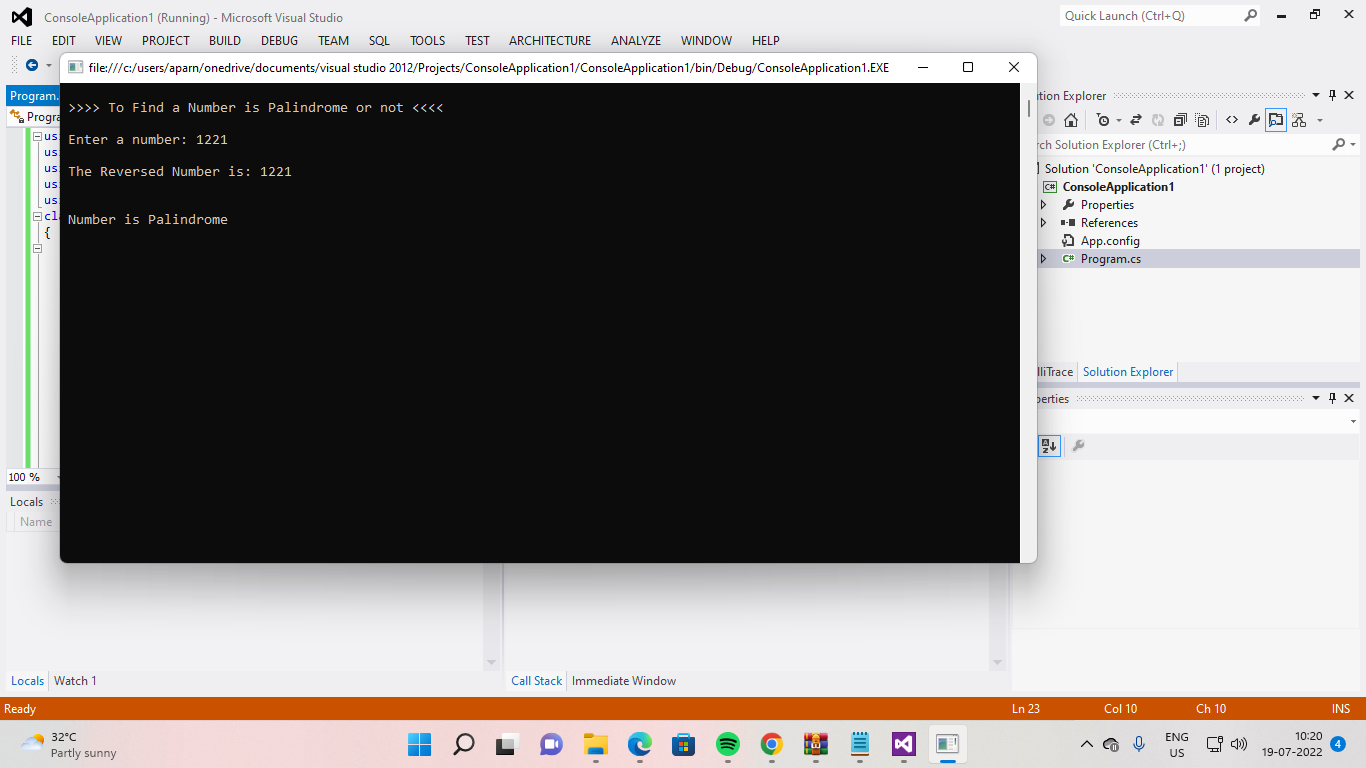 ConsoleApplication1 (Running) - Microsoft Visual Studio
Quick Launch (Ctrl+Q)
FILE EDIT VIEW PROJECT BUILD DEBUG TEAM SQL TOOLS TEST ARCHITECTURE ANALYZE WINDOW HELP
file:///c:/users/aparn/onedrive/documents/visual studio 2012/Projects/ConsoleApplication1/ConsoleApplication1/bin/Debug/ConsoleApplication1.EXE
>>>> To Find a Number is Palindrome or not <<<<
Enter a number: 1221
The Reversed Number is: 1221
Number is Palindrome
Program.
Progra
us
us
us
us
us
cl
{
100 %
Locals
Name
Locals Watch 1
Call Stack Immediate Window
tion Explorer
rch Solution Explorer (Ctrl+;)
Solution 'ConsoleApplication1' (1 project)
C# ConsoleApplication1
Properties
References
App.config
C# Program.cs
lliTrace Solution Explorer
perties
Ready Ln 23 Col 10 Ch 10 INS
32°C
Partly sunny
ENG
US
10:20
19-07-2022
4